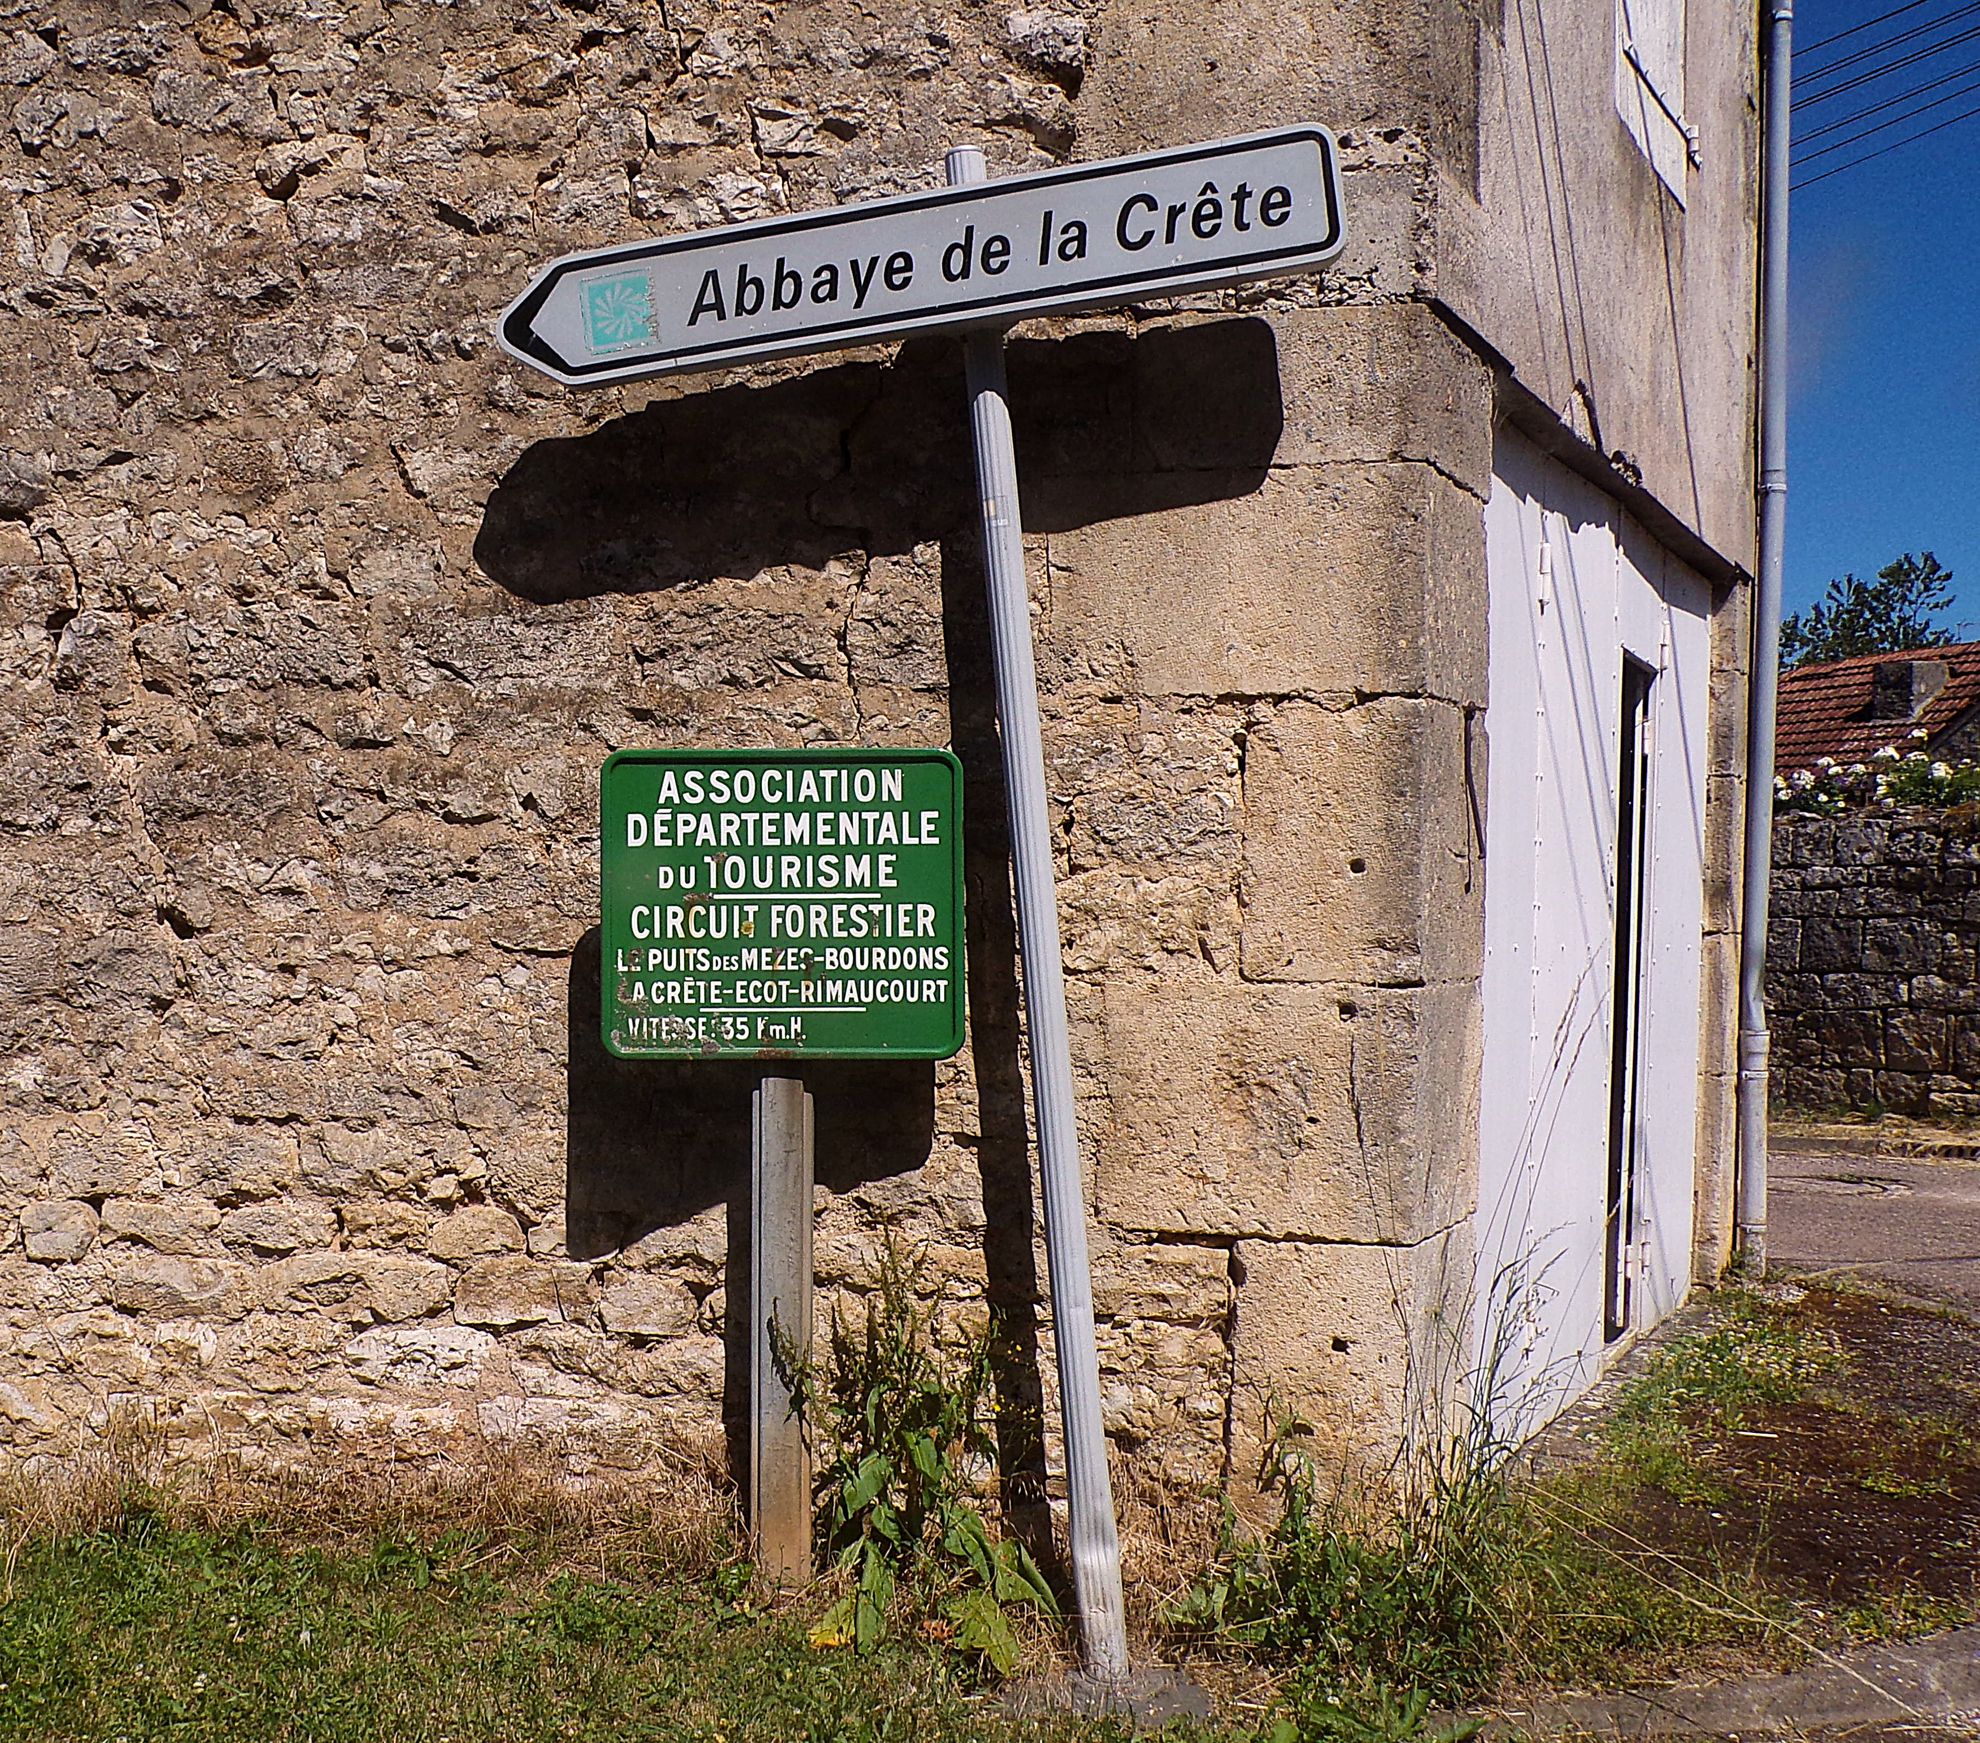 Abbaye de la Crête
ASSOCIATION
DÉPARTEMENTALE
DU TOURISME
CIRCUIT FORESTIER
LE PUITS DES MEZES-BOURDONS
LA CRÊTE-ECOT-RIMAUCOURT
VITESSE: 35 Km.H.